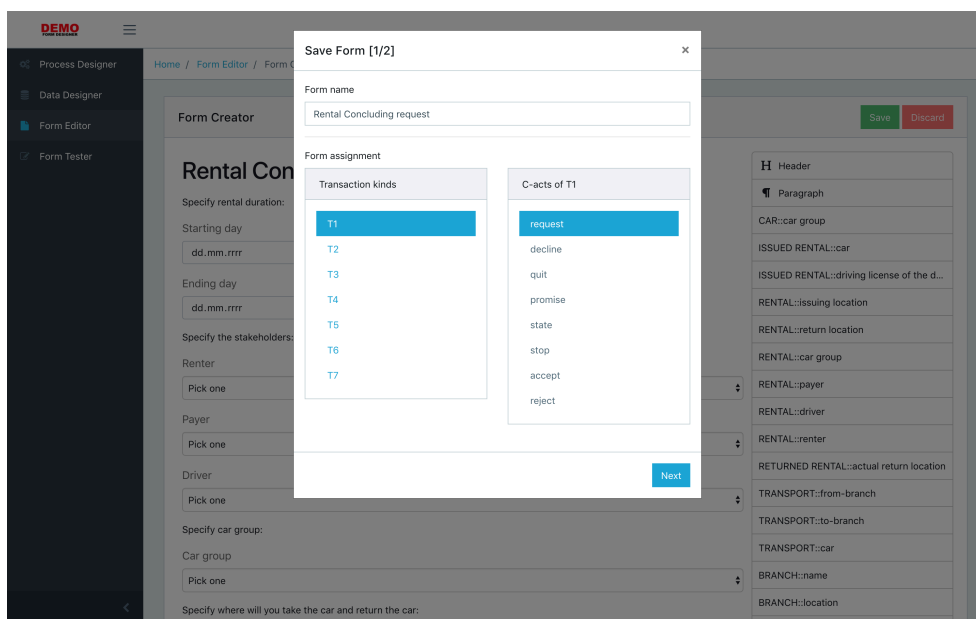 DEMO
FORM DESIGNER
Process Designer
Data Designer
Form Editor
Form Tester
Home / Form Editor / Form C
Form Creator
Save
Discard
Rental Con
Specify rental duration:
Starting day
dd.mm.rrrr
Ending day
dd.mm.rrrr
Specify the stakeholders:
Renter
Pick one
Payer
Pick one
Driver
Pick one
Specify car group:
Car group
Pick one
Specify where will you take the car and return the car:
Save Form [1/2]
×
Form name
Rental Concluding request
Form assignment
Transaction kinds
T1
T2
T3
T4
T5
T6
T7
C-acts of T1
request
decline
quit
promise
state
stop
accept
reject
Next
H Header
¶ Paragraph
CAR::car group
ISSUED RENTAL::car
ISSUED RENTAL::driving license of the d...
RENTAL::issuing location
RENTAL::return location
RENTAL::car group
RENTAL::payer
RENTAL::driver
RENTAL::renter
RETURNED RENTAL::actual return location
TRANSPORT::from-branch
TRANSPORT::to-branch
TRANSPORT::car
BRANCH::name
BRANCH::location